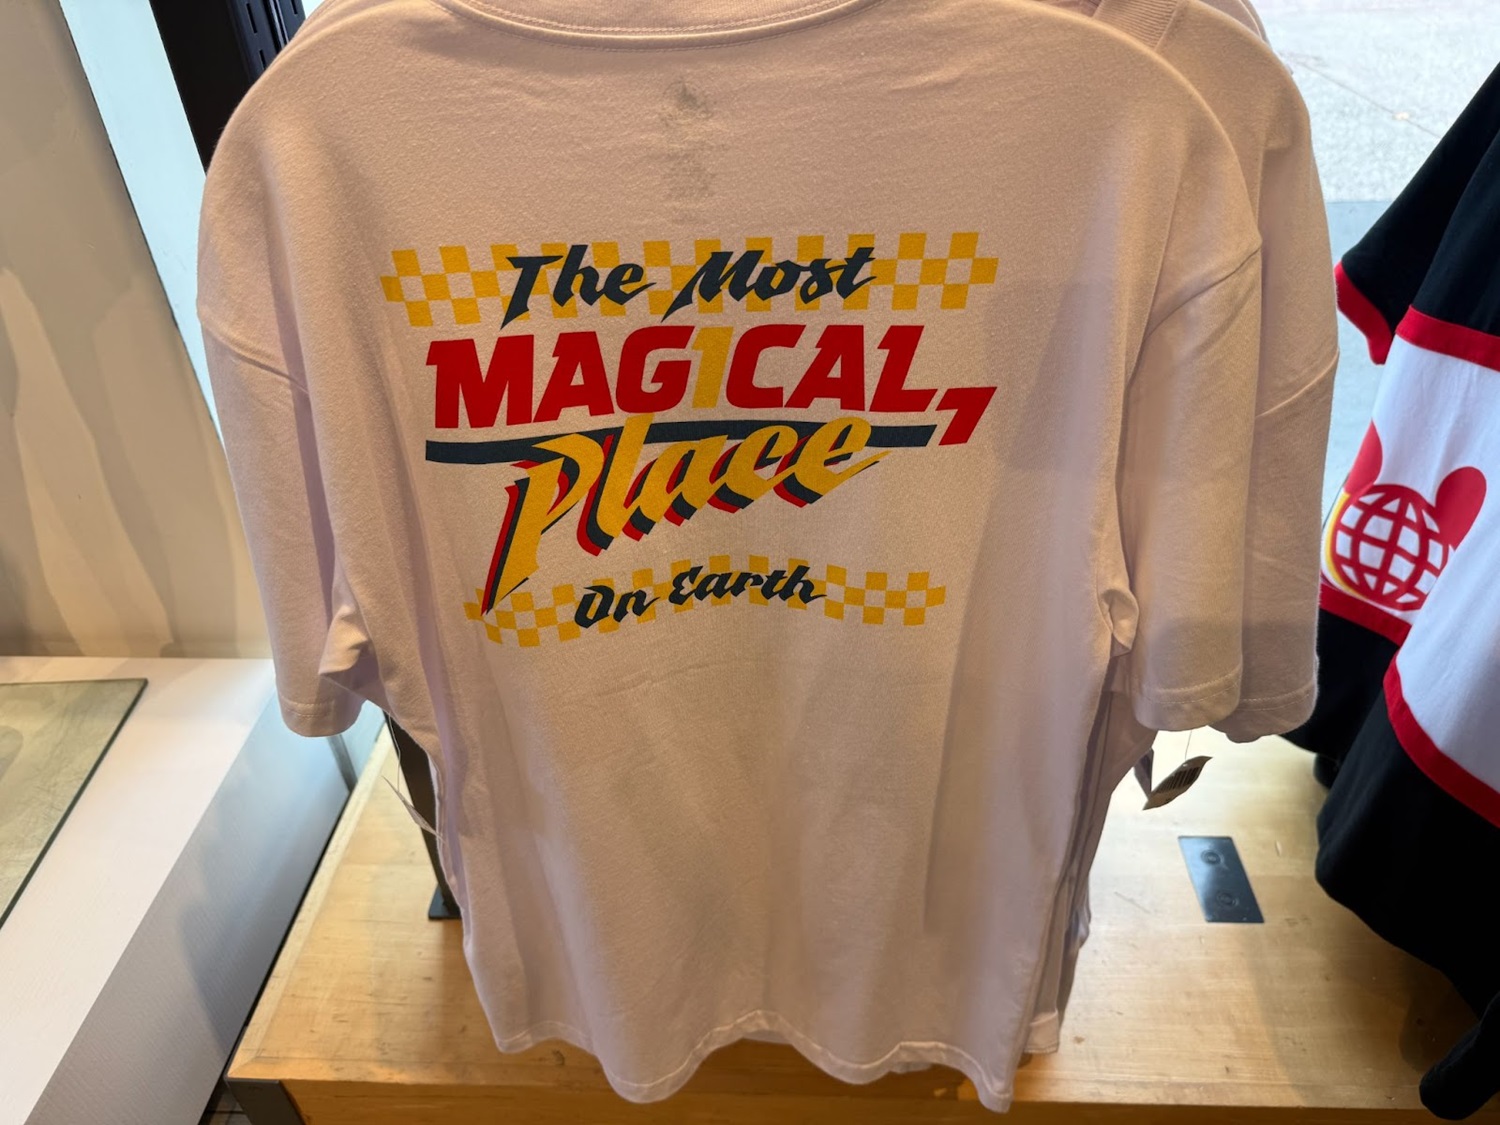 The Most
MAG1CAL
Place
On Earth